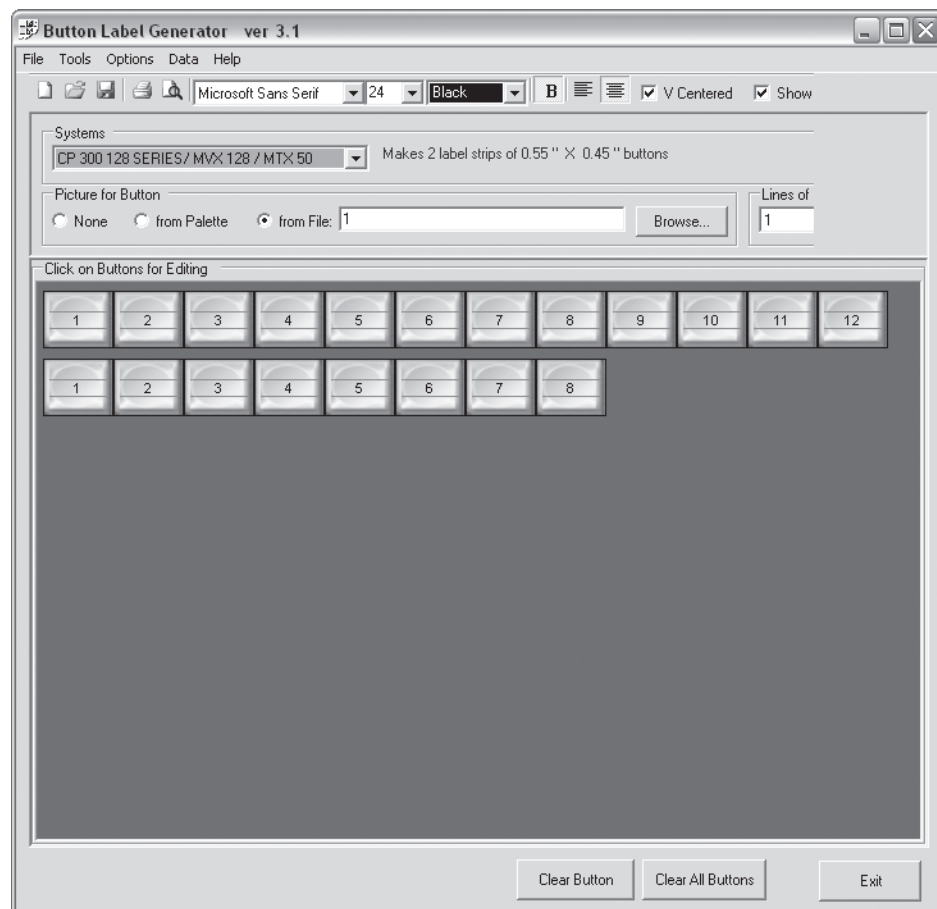 Button Label Generator ver 3.1
File Tools Options Data Help
Microsoft Sans Serif 24 Black B V Centered Show
Systems
CP 300 128 SERIES/ MVX 128 / MTX 50 Makes 2 label strips of 0.55 " X 0.45 " buttons
Picture for Button Lines of
None from Palette from File: 1 Browse... 1
Click on Buttons for Editing
1 2 3 4 5 6 7 8 9 10 11 12
1 2 3 4 5 6 7 8
Clear Button Clear All Buttons Exit